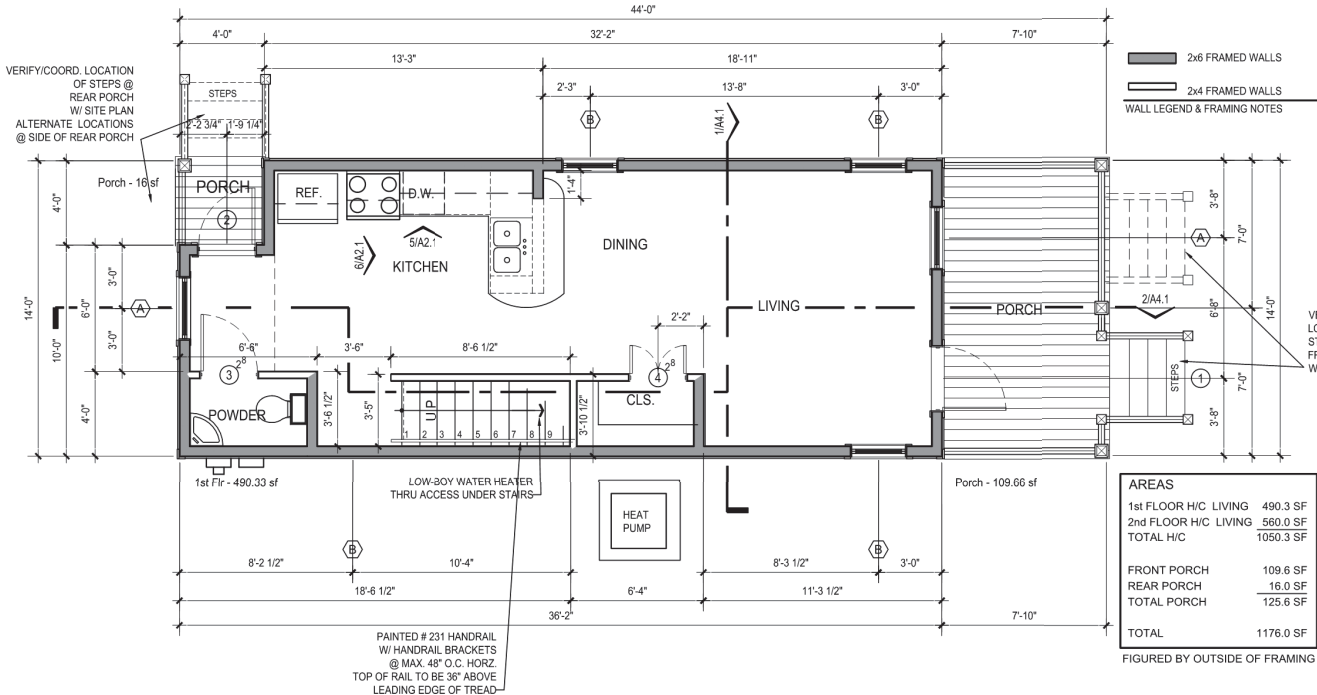 44'-0"
4'-0"
32'-2"
7'-10"
13'-3"
18'-11"
2'-3"
13'-8"
3'-0"
VERIFY/COORD. LOCATION
OF STEPS @
REAR PORCH
W/ SITE PLAN
ALTERNATE LOCATIONS
@ SIDE OF REAR PORCH
STEPS
2'-2 3/4"
1'-9 1/4"
B
1/A4.1
B
2x6 FRAMED WALLS
2x4 FRAMED WALLS
WALL LEGEND & FRAMING NOTES
Porch - 16 sf
PORCH
2
REF.
D.W.
1'-4"
5/A2.1
6/A2.1
KITCHEN
DINING
LIVING
PORCH
2/A4.1
A
A
14'-0"
4'-0"
10'-0"
6'-0"
3'-0"
3'-0"
4'-0"
3'-8"
7'-0"
6'-8"
14'-0"
7'-0"
3'-8"
STEPS
1
VE
LO
ST
FR
W
6'-6"
3'-6"
8'-6 1/2"
2'-2"
3
28
4
28
POWDER
3'-6 1/2"
3'-5"
UP
1 2 3 4 5 6 7 8 9
3'-10 1/2"
CLS.
1st Flr - 490.33 sf
LOW-BOY WATER HEATER
THRU ACCESS UNDER STAIRS
HEAT
PUMP
Porch - 109.66 sf
B
B
8'-2 1/2"
10'-4"
8'-3 1/2"
3'-0"
18'-6 1/2"
6'-4"
11'-3 1/2"
36'-2"
7'-10"
PAINTED # 231 HANDRAIL
W/ HANDRAIL BRACKETS
@ MAX. 48" O.C. HORZ.
TOP OF RAIL TO BE 36" ABOVE
LEADING EDGE OF TREAD
AREAS
1st FLOOR H/C LIVING 490.3 SF
2nd FLOOR H/C LIVING 560.0 SF
TOTAL H/C 1050.3 SF
FRONT PORCH 109.6 SF
REAR PORCH 16.0 SF
TOTAL PORCH 125.6 SF
TOTAL 1176.0 SF
FIGURED BY OUTSIDE OF FRAMING